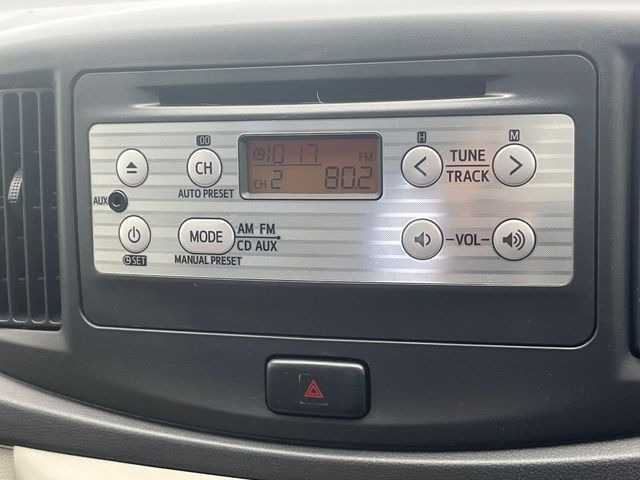 :00
H
M
CH
10 17
FM
CH 2
80.2
TUNE
TRACK
AUTO PRESET
AUX
MODE
AM FM
CD AUX
VOL
SET
MANUAL PRESET